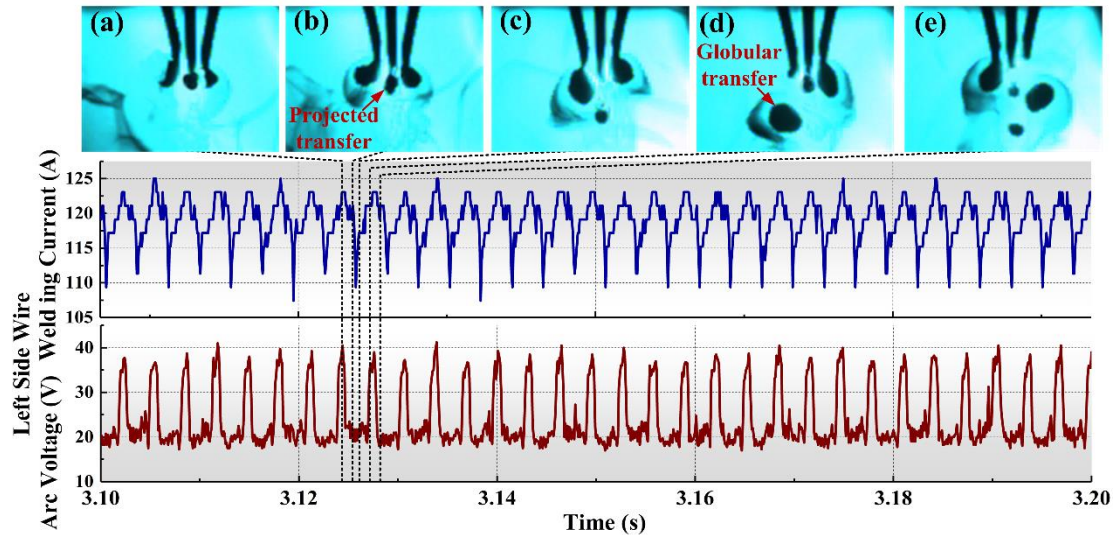 (a)
(b)
(c)
(d)
(e)
Projected
transfer
Globular
transfer
Left Side Wire
Arc Voltage (V) Weld ing Current (A)
125
120
115
110
105
40
30
20
10
3.10
3.12
3.14
3.16
3.18
3.20
Time (s)